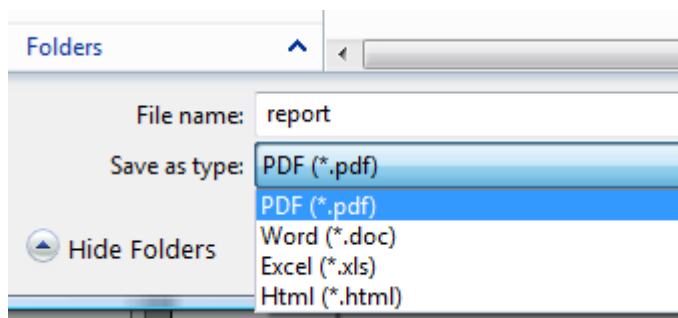 Folders
File name: report
Save as type: PDF (*.pdf)
PDF (*.pdf)
Word (*.doc)
Hide Folders
Excel (*.xls)
Html (*.html)